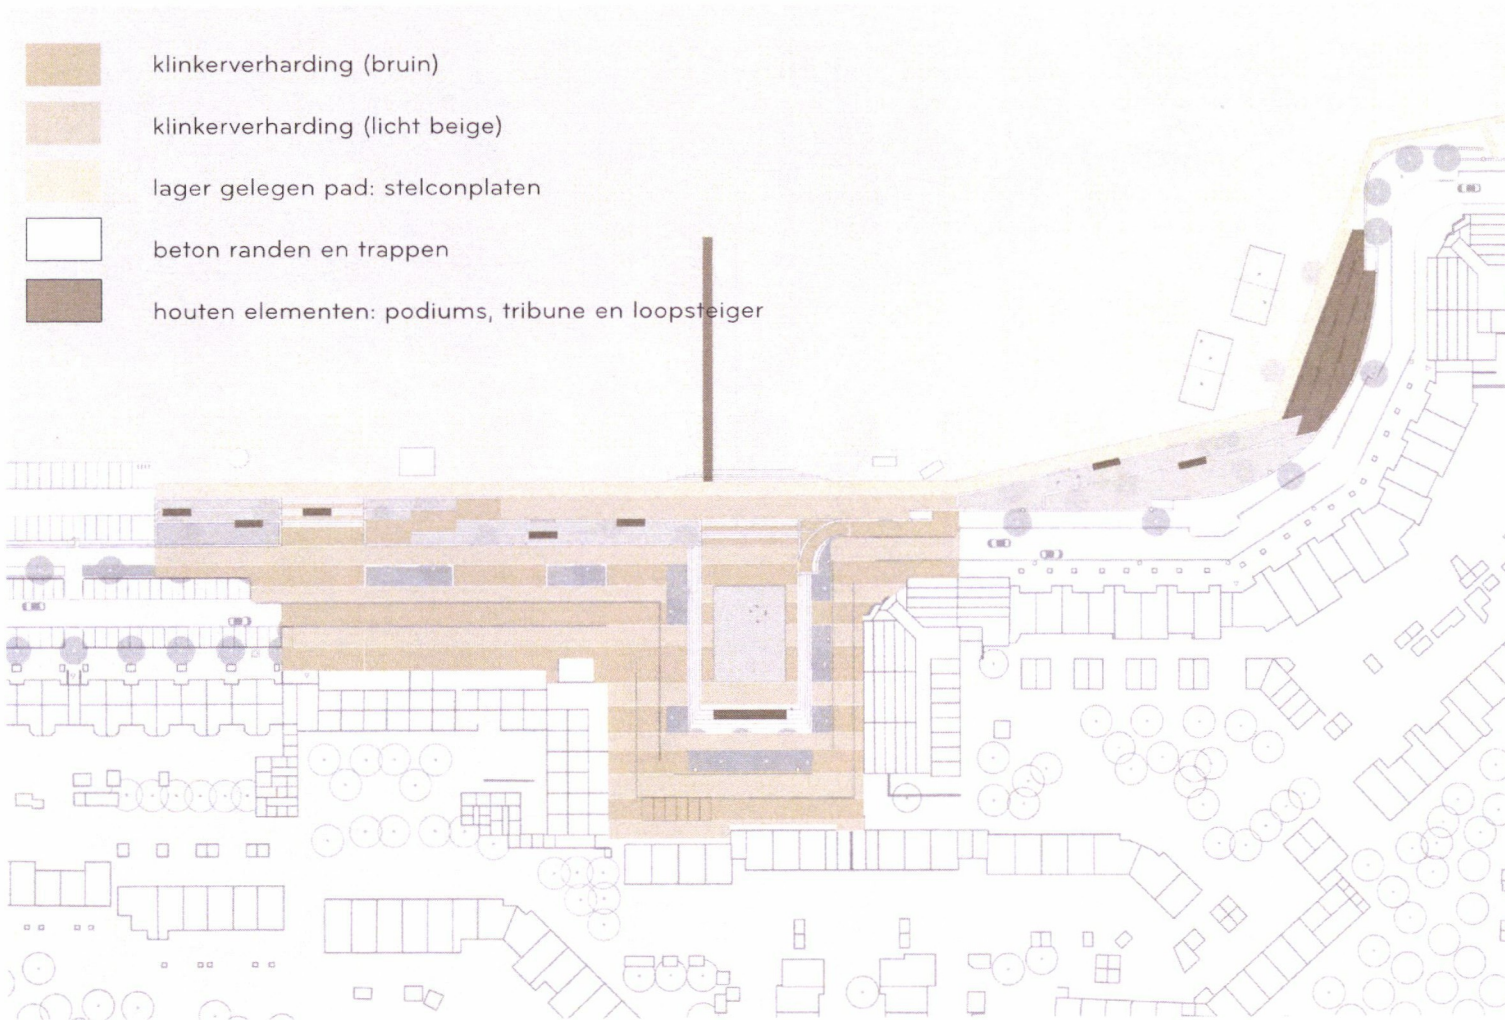 klinkerverharding (bruin)
klinkerverharding (licht beige)
lager gelegen pad: stelconplaten
beton randen en trappen
houten elementen: podiums, tribune en loopsteiger